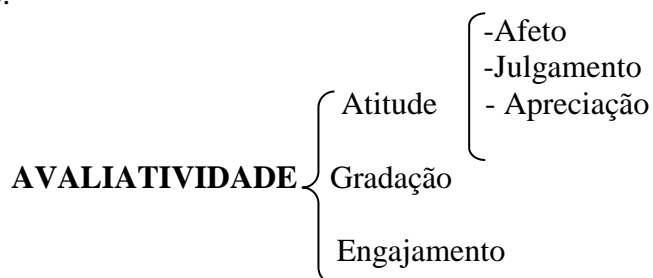 -Afeto
-Julgamento
Atitude - Apreciação
AVALIATIVIDADE Gradação
Engajamento